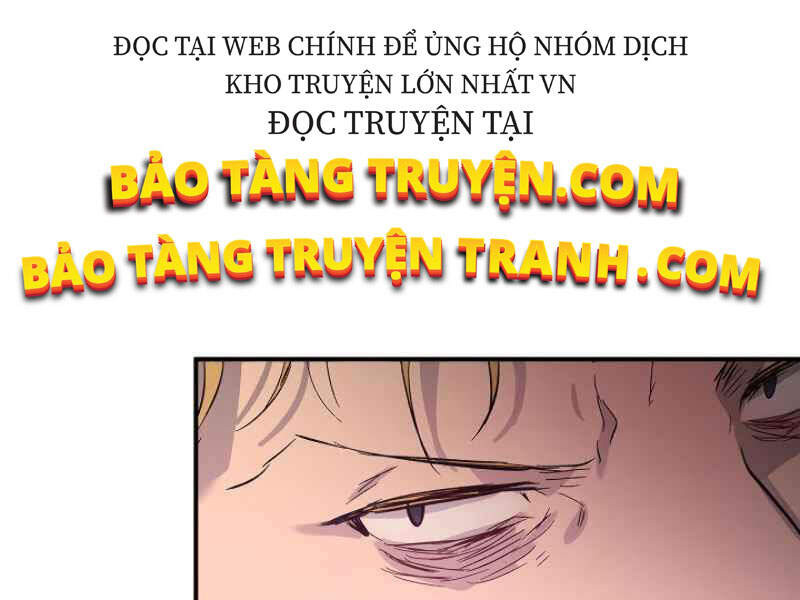 ĐỌC TẠI WEB CHÍNH ĐỂ ỦNG HỘ NHÓM DỊCH
KHO TRUYỆN LỚN NHẤT VN
ĐỌC TRUYỆN TẠI
BẢO TÀNG TRUYỆN.COM
BẢO TÀNG TRUYỆN TRANH.COM